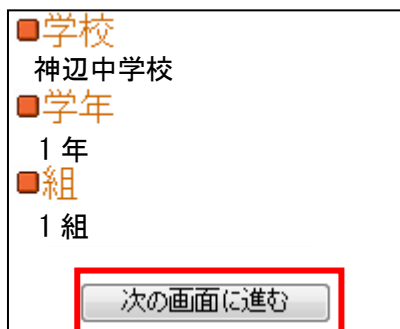 ■学校
神辺中学校
■学年
1年
■組
1組
次の画面に進む